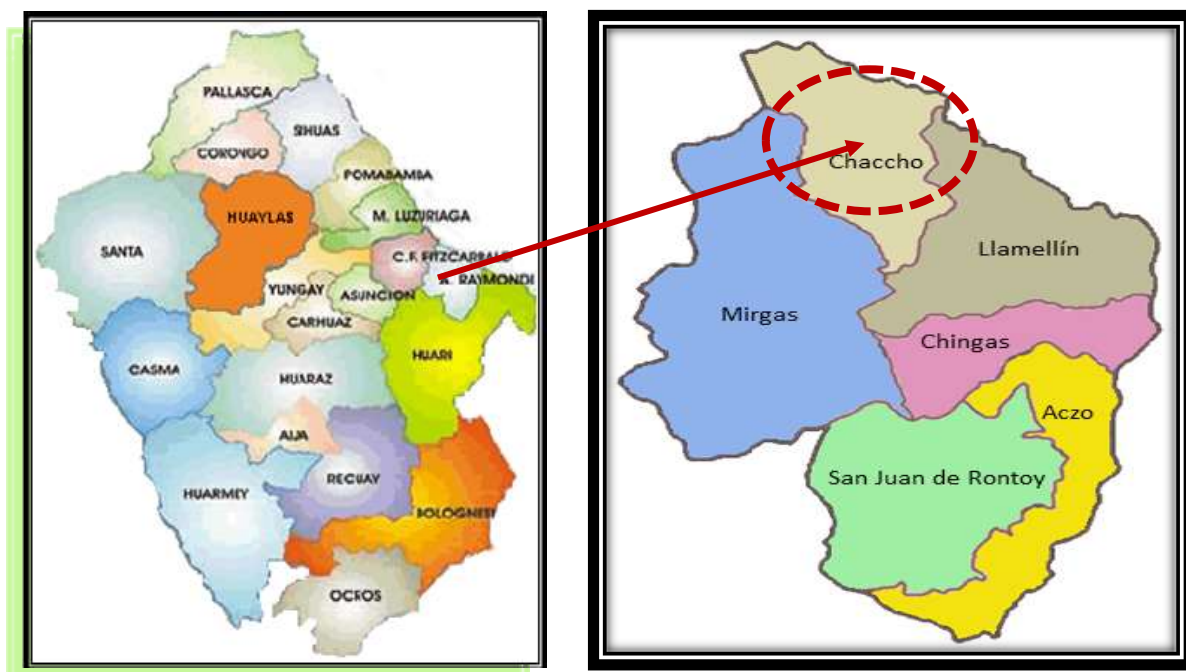 PALLASCA
SIHUAS
CORONGO
POMABAMBA
HUAYLAS
M. LUZURIAGA
SANTA
C.F. FITZCARRALD
A. RAYMONDI
YUNGAY
ASUNCION
CARHUAZ
HUARI
CASMA
HUARAZ
AIJA
RECUAY
HUARMEY
BOLOGNESI
OCROS
Chaccho
Llamellín
Mirgas
Chingas
Aczo
San Juan de Rontoy